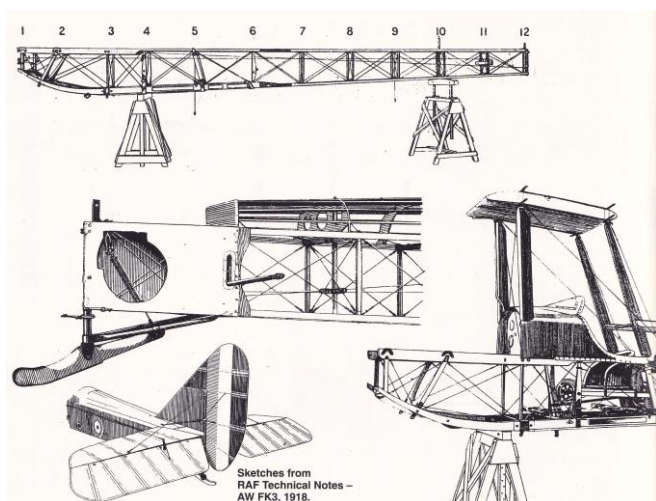 1 2 3 4 5 6 7 8 9 10 11 12
Sketches from
RAF Technical Notes –
AW FK3, 1918.